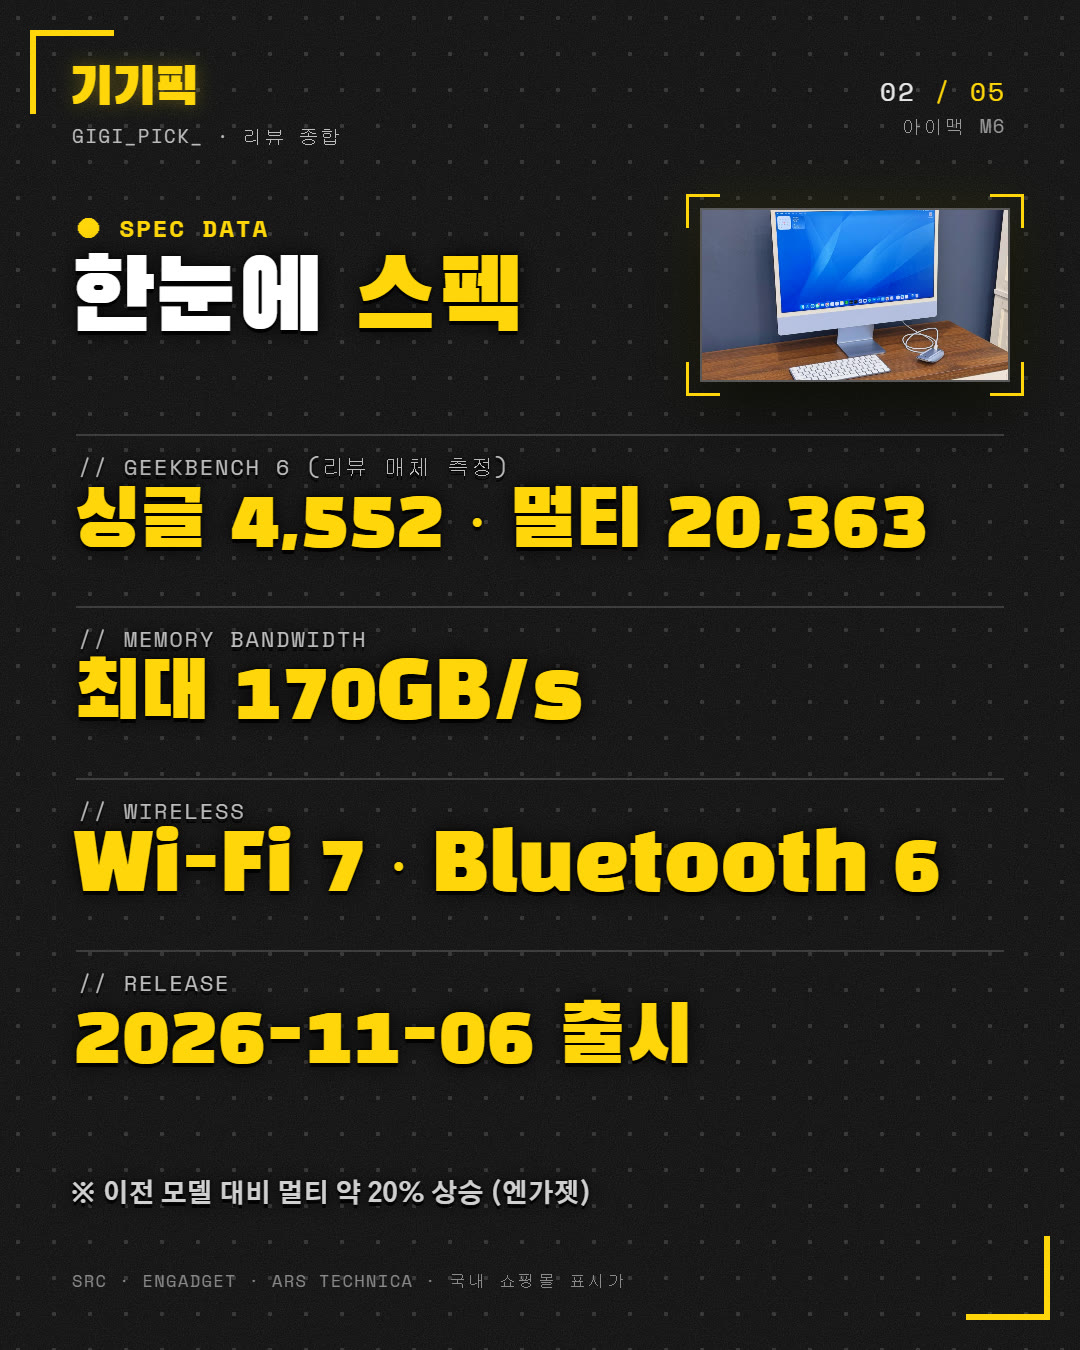 기기픽
GIGI_PICK_ · 리뷰 종합
02 / 05
아이맥 M6
SPEC DATA
한눈에 스펙
// GEEKBENCH 6 (리뷰 매체 측정)
싱글 4,552 · 멀티 20,363
// MEMORY BANDWIDTH
최대 170GB/s
// WIRELESS
Wi-Fi 7 · Bluetooth 6
// RELEASE
2026-11-06 출시
※ 이전 모델 대비 멀티 약 20% 상승 (엔가젯)
SRC · ENGADGET · ARS TECHNICA · 국내 쇼핑몰 표시가